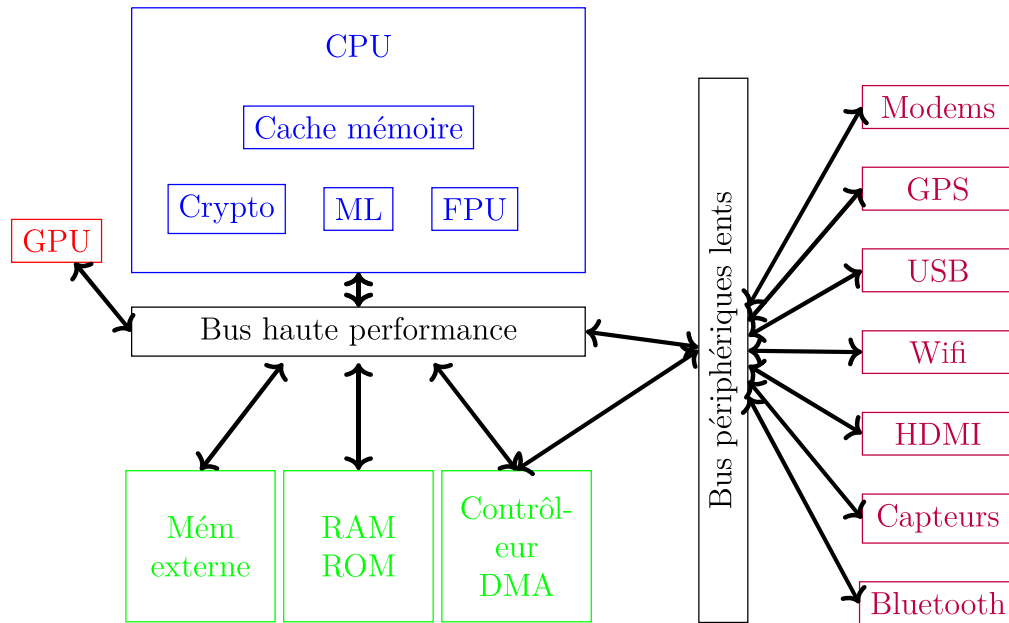 CPU
Cache mémoire
Crypto
ML
FPU
GPU
Bus haute performance
Mém
externe
RAM
ROM
Contrôl-
eur
DMA
Bus périphériques lents
Modems
GPS
USB
Wifi
HDMI
Capteurs
Bluetooth